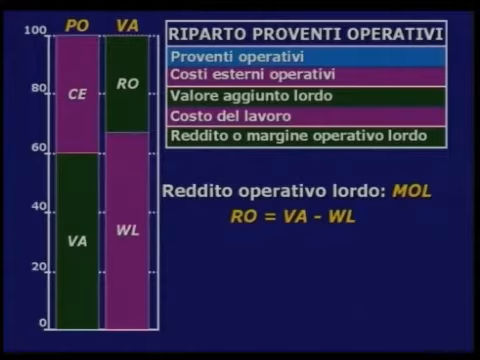 PO VA
100
80
60
40
20
0
CE
VA
RO
WL
RIPARTO PROVENTI OPERATIVI
Proventi operativi
Costi esterni operativi
Valore aggiunto lordo
Costo del lavoro
Reddito o margine operativo lordo
Reddito operativo lordo: MOL
RO = VA - WL